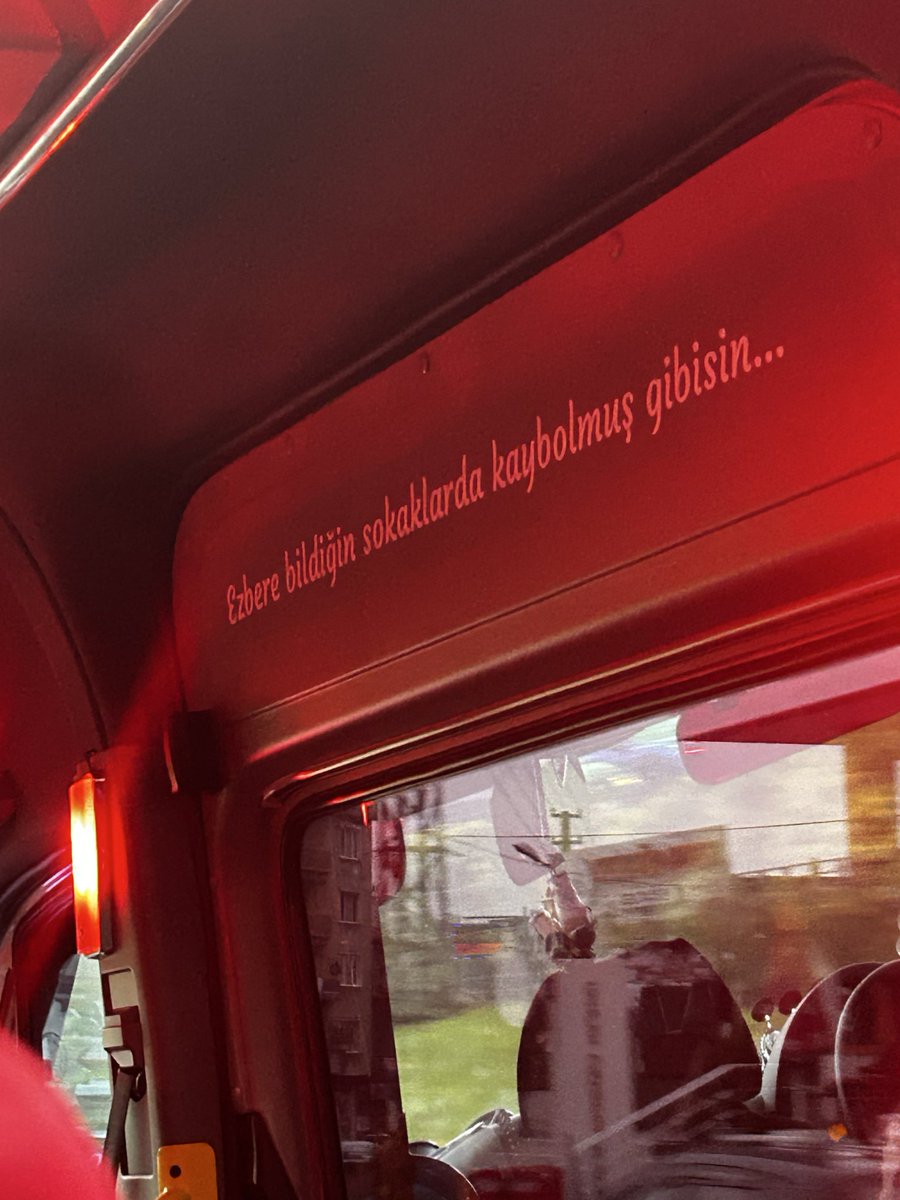 Ezbere bildiğin sokaklarda kaybolmuş gibisin...